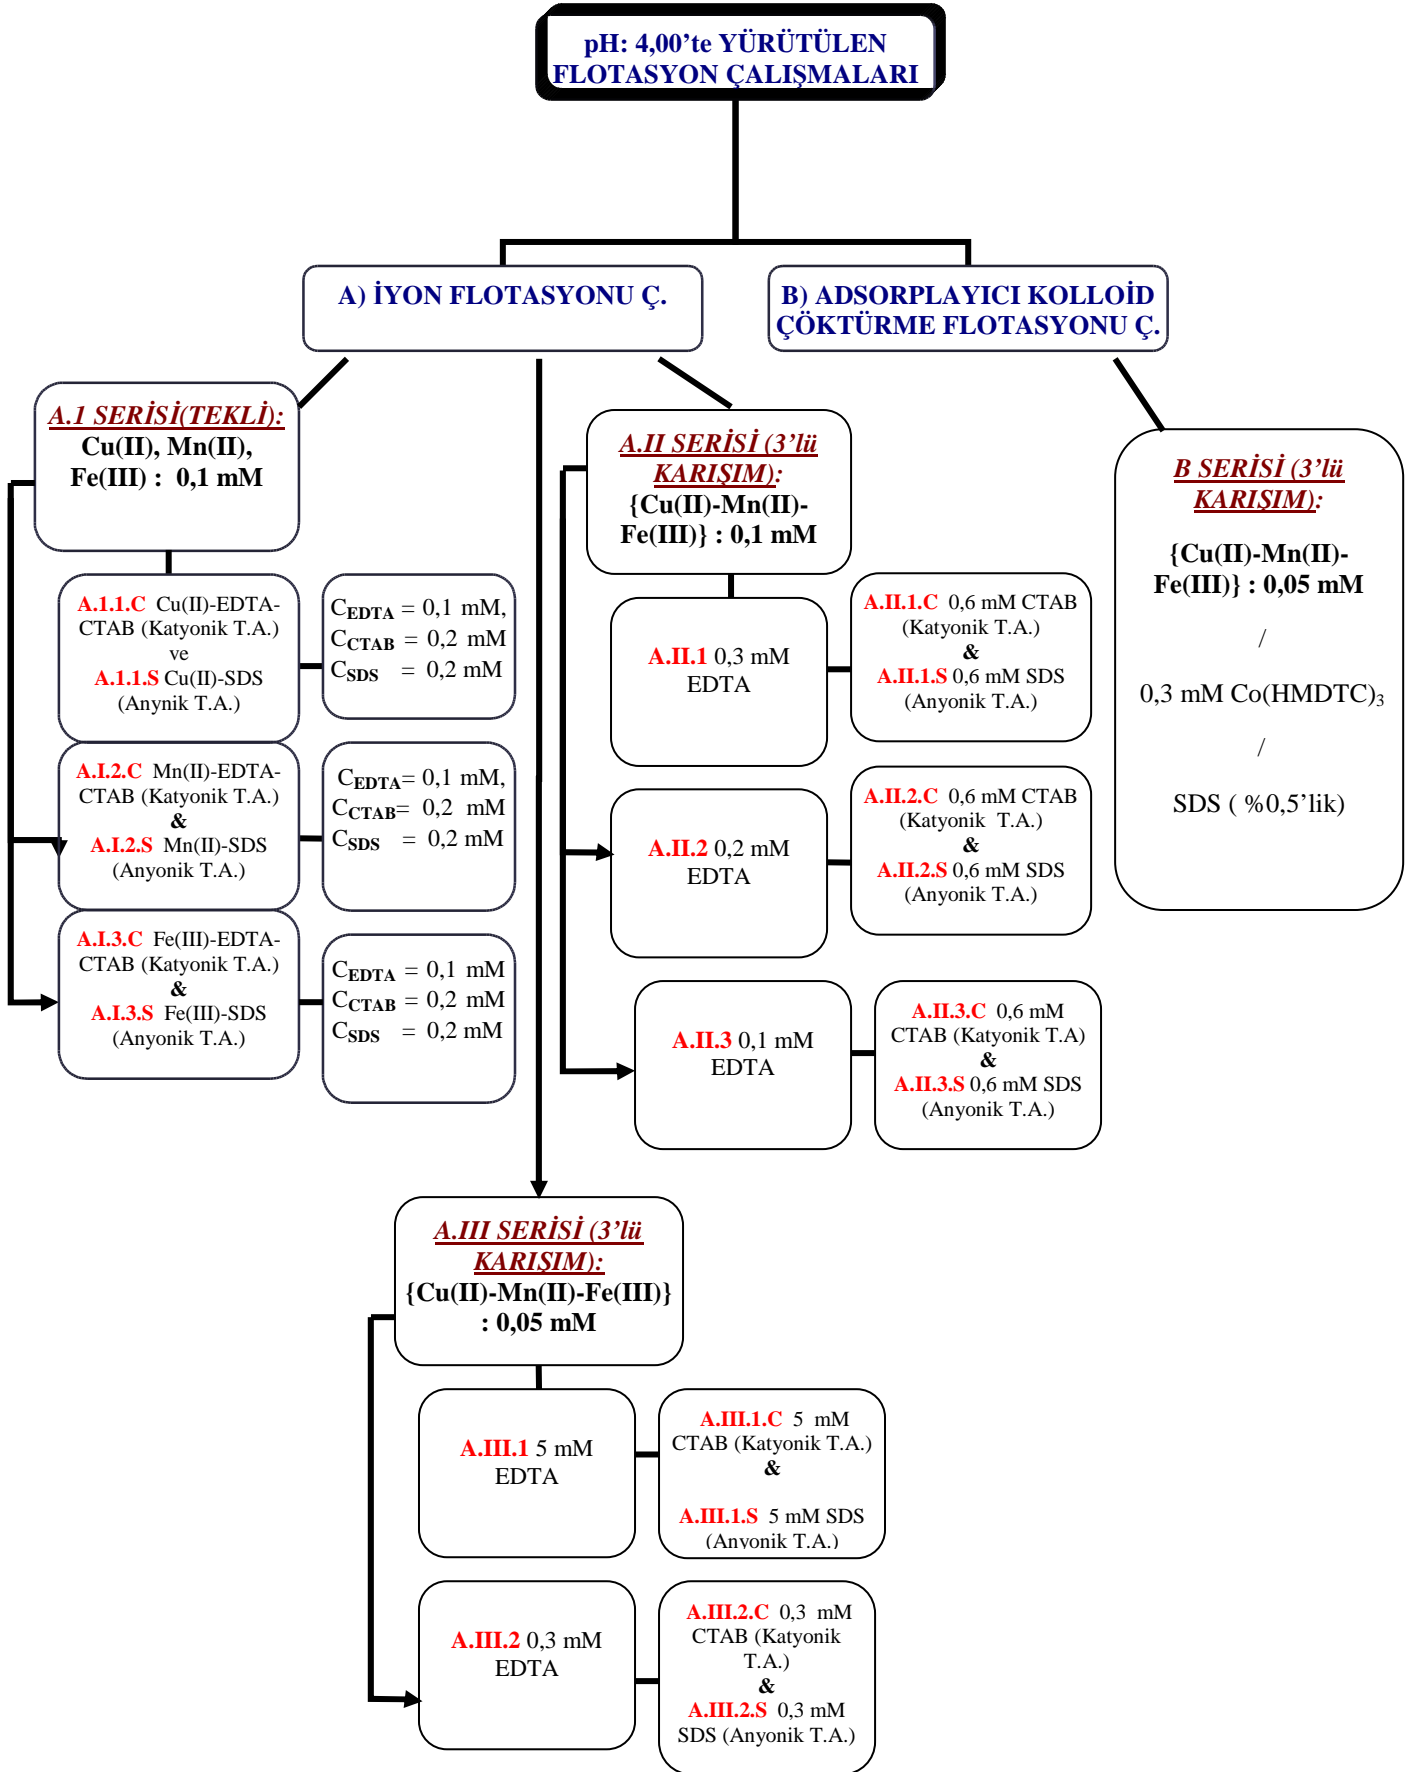 pH: 4,00’te YÜRÜTÜLEN
FLOTASYON ÇALIŞMALARI
A) İYON FLOTASYONU Ç.
B) ADSORPLAYICI KOLLOİD
ÇÖKTÜRME FLOTASYONU Ç.
A.1 SERİSİ(TEKLİ):
Cu(II), Mn(II),
Fe(III) : 0,1 mM
A.1.1.C Cu(II)-EDTA-
CTAB (Katyonik T.A.)
ve
A.1.1.S Cu(II)-SDS
(Anynik T.A.)
CEDTA = 0,1 mM,
CCTAB = 0,2 mM
CSDS = 0,2 mM
A.I.2.C Mn(II)-EDTA-
CTAB (Katyonik T.A.)
&
A.I.2.S Mn(II)-SDS
(Anyonik T.A.)
CEDTA= 0,1 mM,
CCTAB= 0,2 mM
CSDS = 0,2 mM
A.I.3.C Fe(III)-EDTA-
CTAB (Katyonik T.A.)
&
A.I.3.S Fe(III)-SDS
(Anyonik T.A.)
CEDTA = 0,1 mM
CCTAB = 0,2 mM
CSDS = 0,2 mM
A.II SERİSİ (3’lü
KARIŞIM):
{Cu(II)-Mn(II)-
Fe(III)} : 0,1 mM
A.II.1 0,3 mM
EDTA
A.II.1.C 0,6 mM CTAB
(Katyonik T.A.)
&
A.II.1.S 0,6 mM SDS
(Anyonik T.A.)
A.II.2 0,2 mM
EDTA
A.II.2.C 0,6 mM CTAB
(Katyonik T.A.)
&
A.II.2.S 0,6 mM SDS
(Anyonik T.A.)
A.II.3 0,1 mM
EDTA
A.II.3.C 0,6 mM
CTAB (Katyonik T.A)
&
A.II.3.S 0,6 mM SDS
(Anyonik T.A.)
B SERİSİ (3’lü
KARIŞIM):
{Cu(II)-Mn(II)-
Fe(III)} : 0,05 mM
/
0,3 mM Co(HMDTC)3
/
SDS ( %0,5’lik)
A.III SERİSİ (3’lü
KARIŞIM):
{Cu(II)-Mn(II)-Fe(III)}
: 0,05 mM
A.III.1 5 mM
EDTA
A.III.1.C 5 mM
CTAB (Katyonik T.A.)
&
A.III.1.S 5 mM SDS
(Anyonik T.A.)
A.III.2 0,3 mM
EDTA
A.III.2.C 0,3 mM
CTAB (Katyonik
T.A.)
&
A.III.2.S 0,3 mM
SDS (Anyonik T.A.)